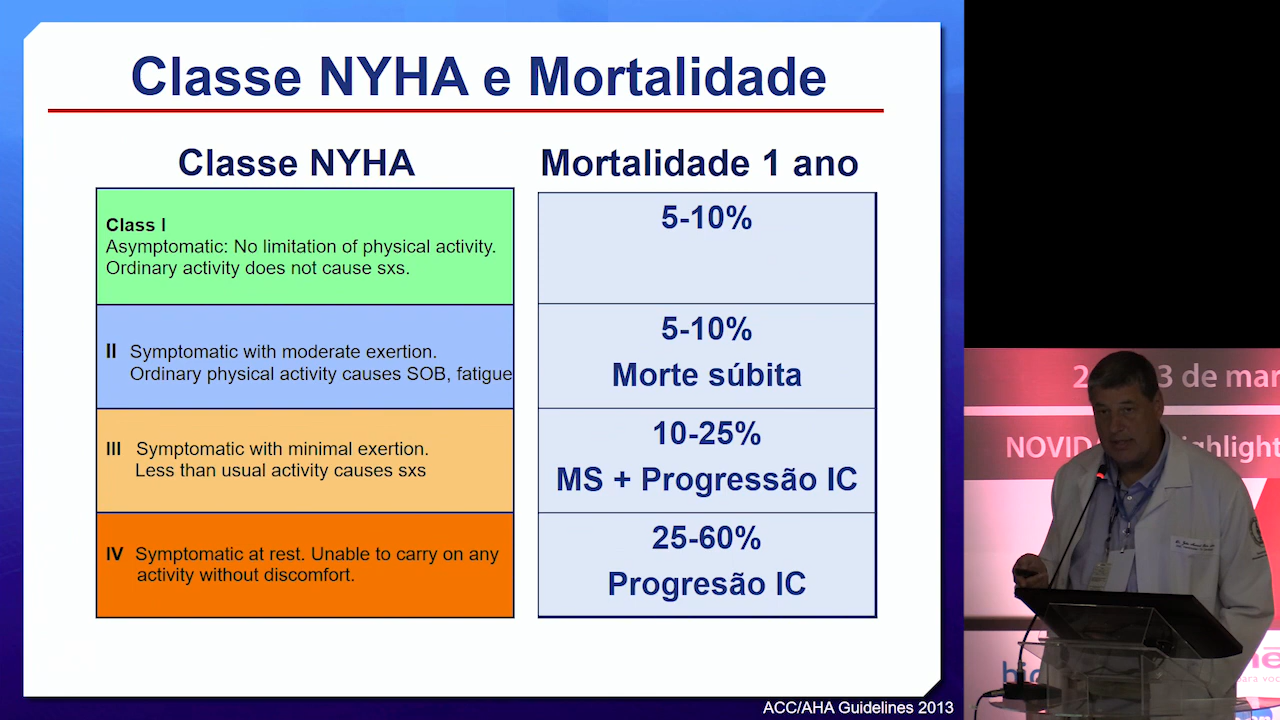 Classe NYHA e Mortalidade
Classe NYHA
Mortalidade 1 ano
Class I
Asymptomatic: No limitation of physical activity.
Ordinary activity does not cause sxs.
5-10%
II Symptomatic with moderate exertion.
Ordinary physical activity causes SOB, fatigue
5-10%
Morte súbita
III Symptomatic with minimal exertion.
Less than usual activity causes sxs
10-25%
MS + Progressão IC
IV Symptomatic at rest. Unable to carry on any
activity without discomfort.
25-60%
Progresão IC
ACC/AHA Guidelines 2013
3 de mar